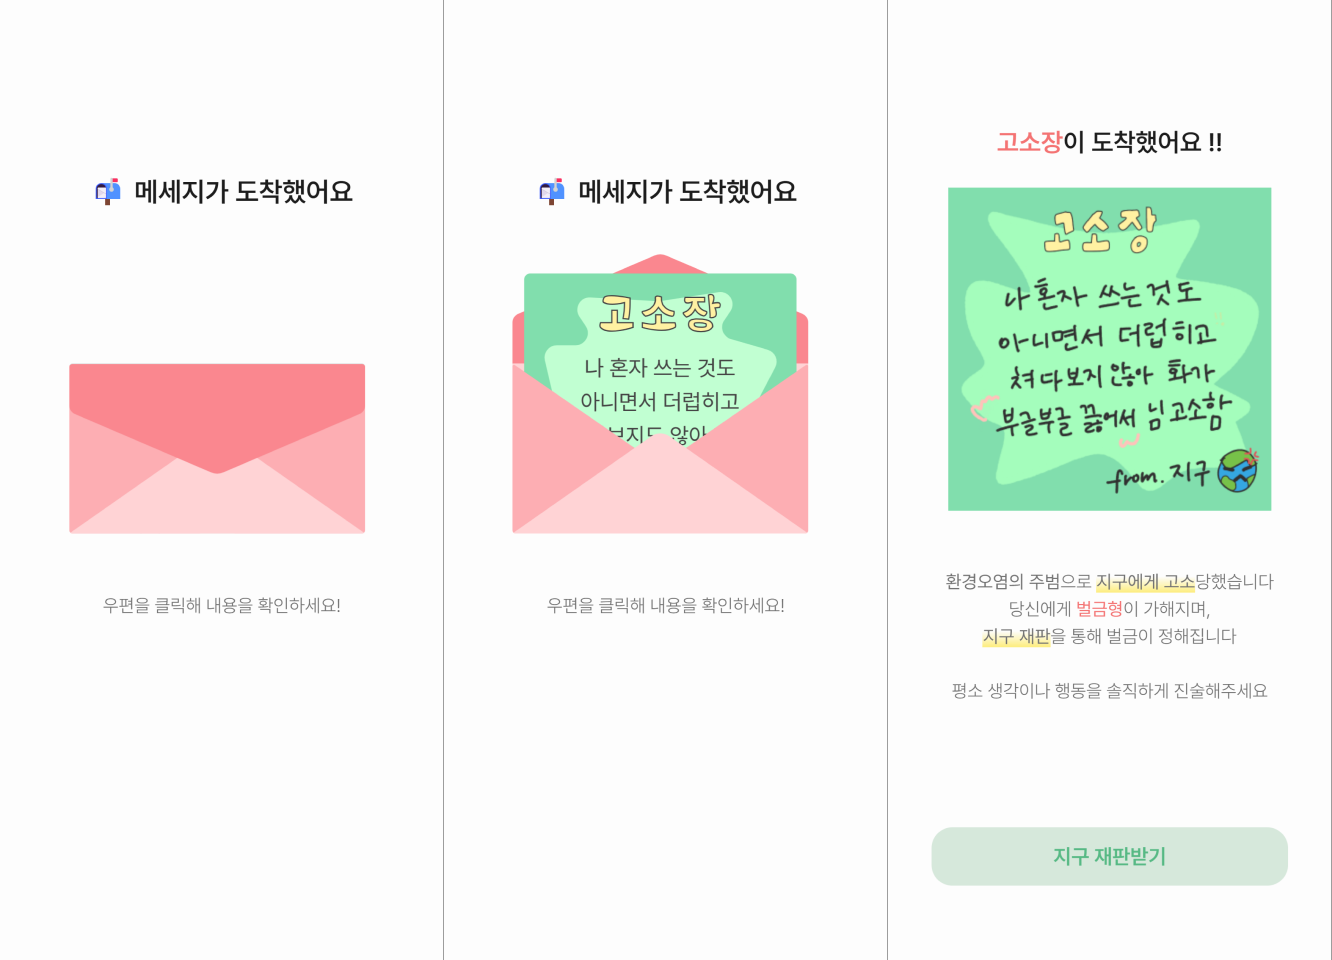 메세지가 도착했어요
우편을 클릭해 내용을 확인하세요!
메세지가 도착했어요
고소장
나 혼자 쓰는 것도
아니면서 더럽히고
보지도 않아
우편을 클릭해 내용을 확인하세요!
고소장이 도착했어요 !!
고소장
나 혼자 쓰는 것도
아니면서 더럽히고
쳐다보지 않아 화가
부글부글 끓어서 님 고소함
from. 지구
환경오염의 주범으로 지구에게 고소당했습니다
당신에게 벌금형이 가해지며,
지구 재판을 통해 벌금이 정해집니다
평소 생각이나 행동을 솔직하게 진술해주세요
지구 재판받기